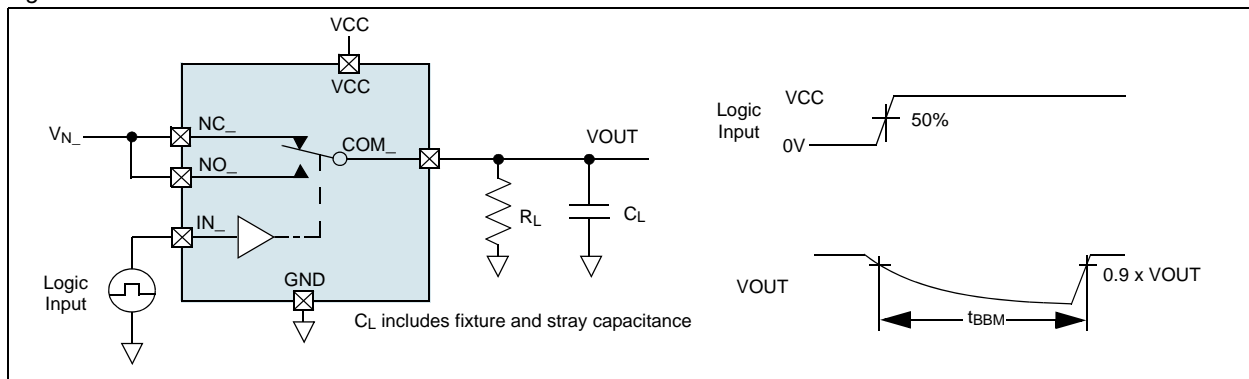 VCC
VCC
VN_
NC_
NO_
COM_
VOUT
IN_
RL
CL
GND
Logic
Input
CL includes fixture and stray capacitance
Logic
Input
VCC
0V
50%
VOUT
0.9 x VOUT
tBBM